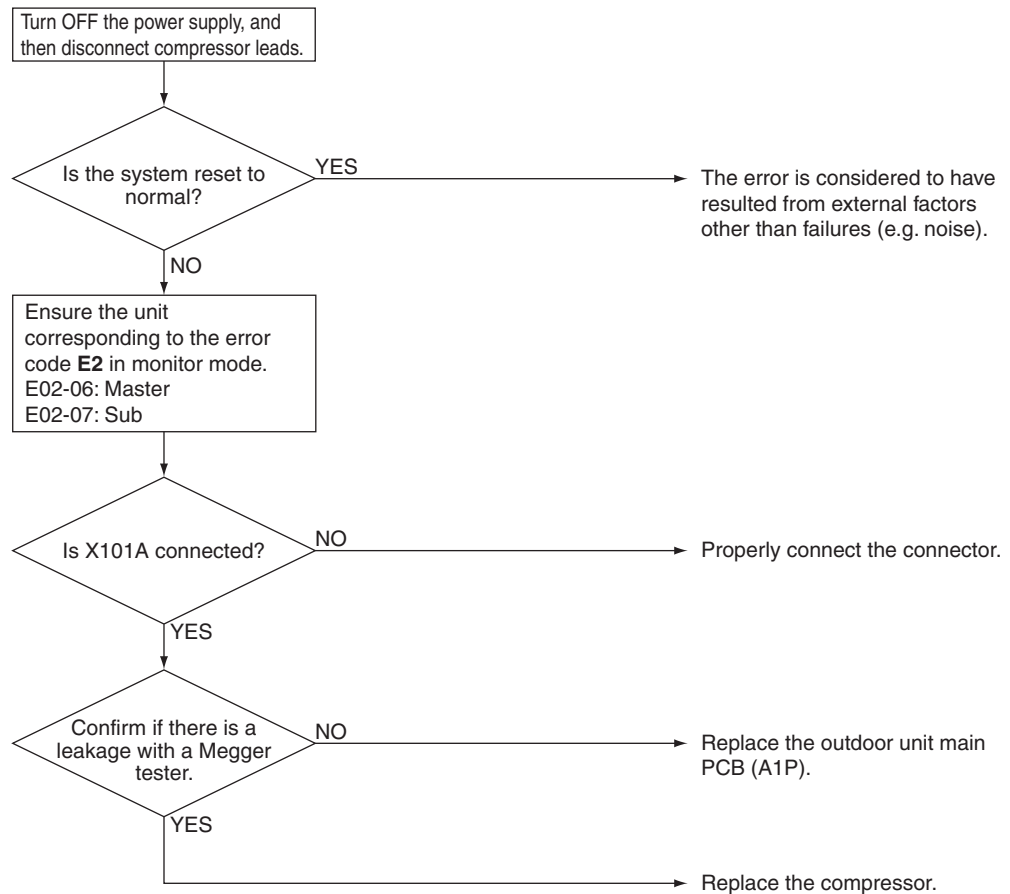 Turn OFF the power supply, and
then disconnect compressor leads.
Is the system reset to
normal?
YES
The error is considered to have
resulted from external factors
other than failures (e.g. noise).
NO
Ensure the unit
corresponding to the error
code E2 in monitor mode.
E02-06: Master
E02-07: Sub
Is X101A connected?
NO
Properly connect the connector.
YES
Confirm if there is a
leakage with a Megger
tester.
NO
Replace the outdoor unit main
PCB (A1P).
YES
Replace the compressor.